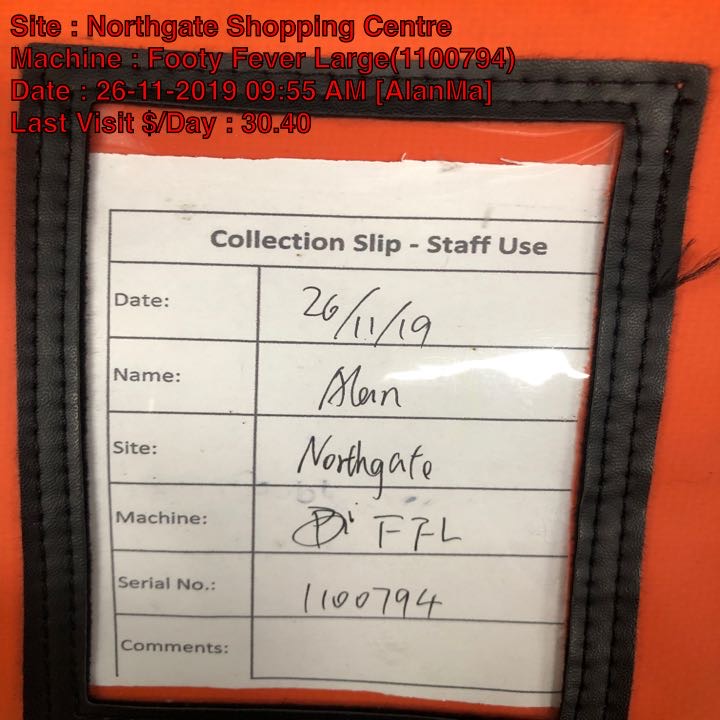 Site : Northgate Shopping Centre
Machine : Footy Fever Large(1100794)
Date : 26-11-2019 09:55 AM [AlanMa]
Last Visit $/Day : 30.40
Collection Slip - Staff Use
Date: 26/11/19
Name: Alan
Site: Northgate
Machine: FFL
Serial No.: 1100794
Comments: